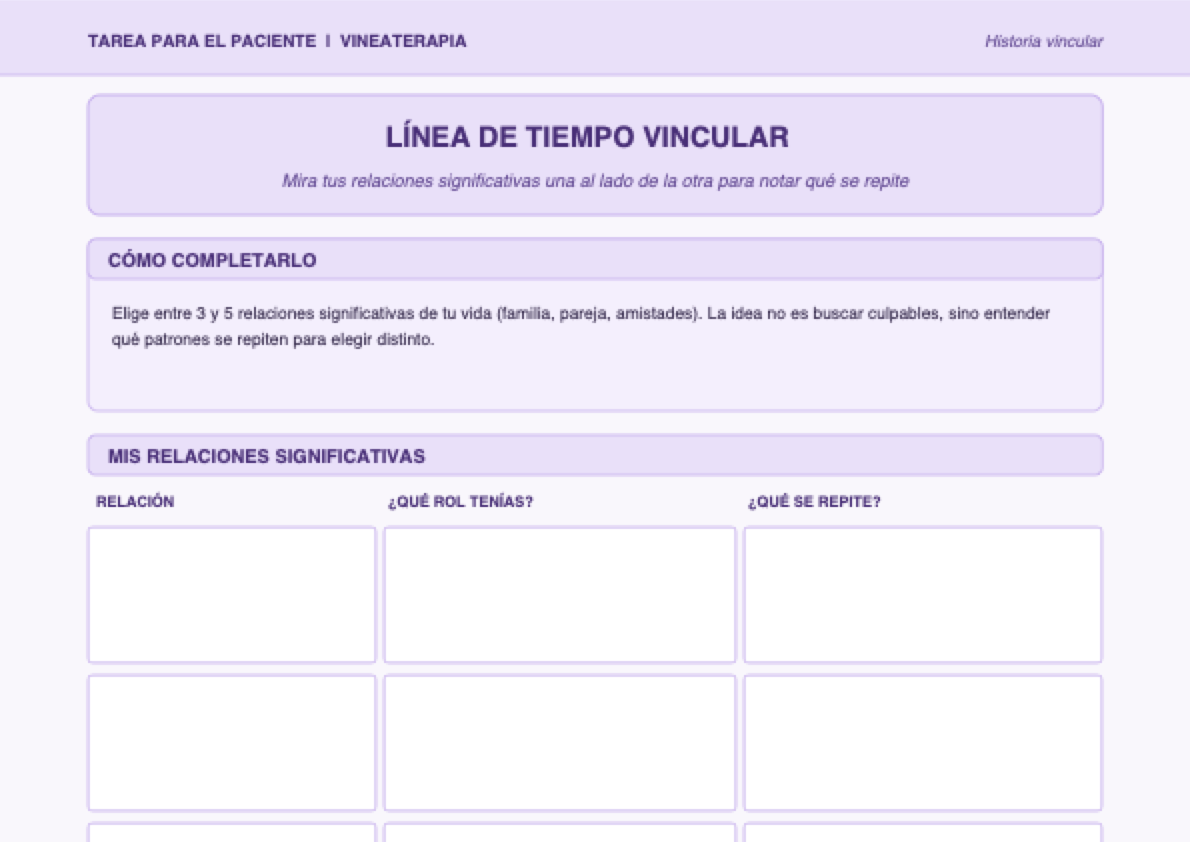 TAREA PARA EL PACIENTE | VINEATERAPIA
Historia vincular
LÍNEA DE TIEMPO VINCULAR
Mira tus relaciones significativas una al lado de la otra para notar qué se repite
CÓMO COMPLETARLO
Elige entre 3 y 5 relaciones significativas de tu vida (familia, pareja, amistades). La idea no es buscar culpables, sino entender
qué patrones se repiten para elegir distinto.
MIS RELACIONES SIGNIFICATIVAS
RELACIÓN
¿QUÉ ROL TENÍAS?
¿QUÉ SE REPITE?